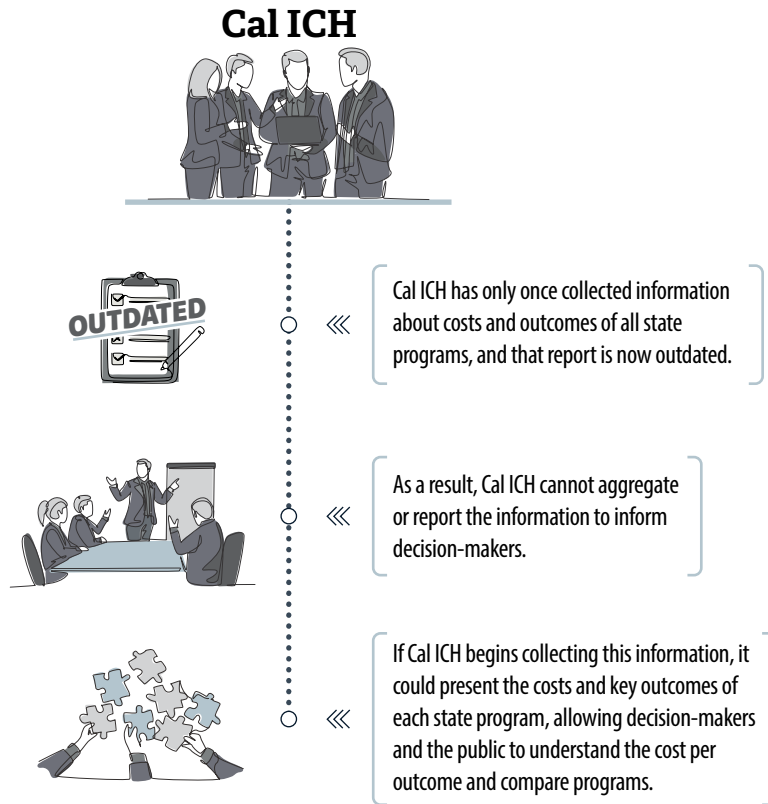 Cal ICH
OUTDATED
Cal ICH has only once collected information
about costs and outcomes of all state
programs, and that report is now outdated.
As a result, Cal ICH cannot aggregate
or report the information to inform
decision-makers.
If Cal ICH begins collecting this information, it
could present the costs and key outcomes of
each state program, allowing decision-makers
and the public to understand the cost per
outcome and compare programs.